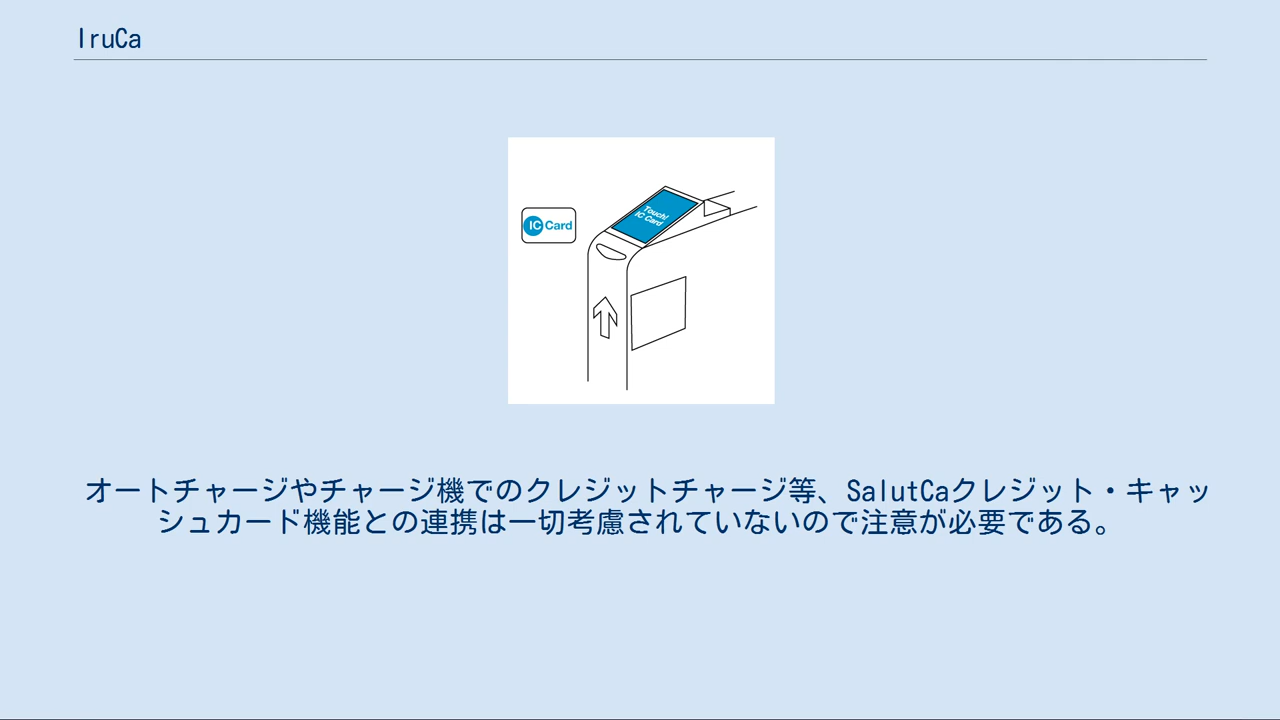 IruCa
IC Card
Touch!
IC Card
オートチャージやチャージ機でのクレジットチャージ等、SalutCaクレジット・キャッ
シュカード機能との連携は一切考慮されていないので注意が必要である。